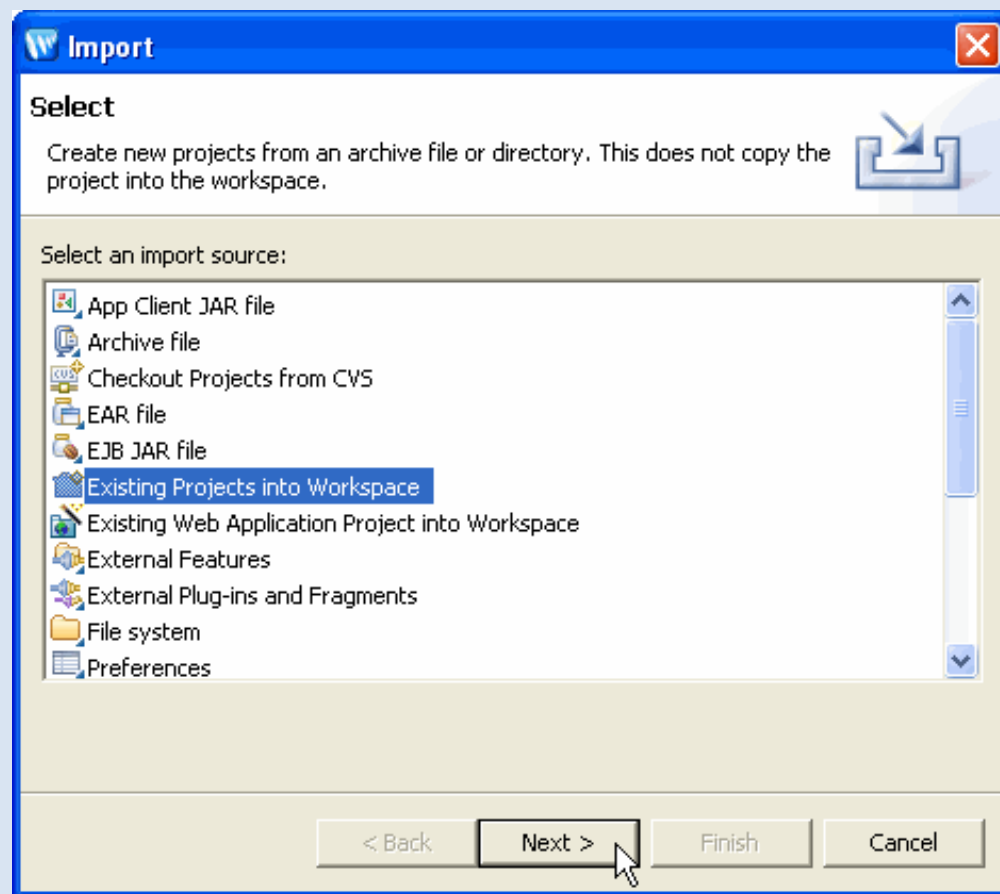 Import
Select
Create new projects from an archive file or directory. This does not copy the
project into the workspace.
Select an import source:
App Client JAR file
Archive file
Checkout Projects from CVS
EAR file
EJB JAR file
Existing Projects into Workspace
Existing Web Application Project into Workspace
External Features
External Plug-ins and Fragments
File system
Preferences
< Back Next > Finish Cancel